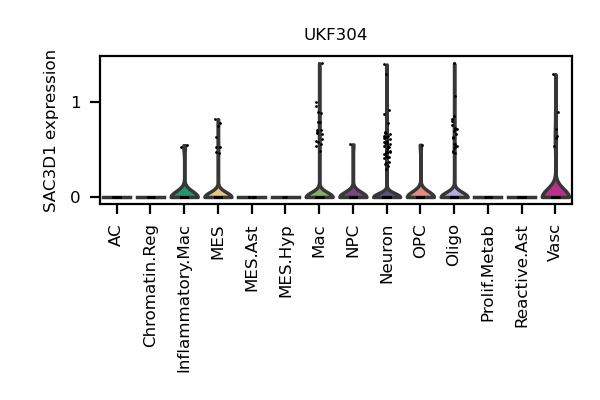 UKF304
SAC3D1 expression
1
0
AC
Chromatin.Reg
Inflammatory.Mac
MES
MES.Ast
MES.Hyp
Mac
NPC
Neuron
OPC
Oligo
Prolif.Metab
Reactive.Ast
Vasc